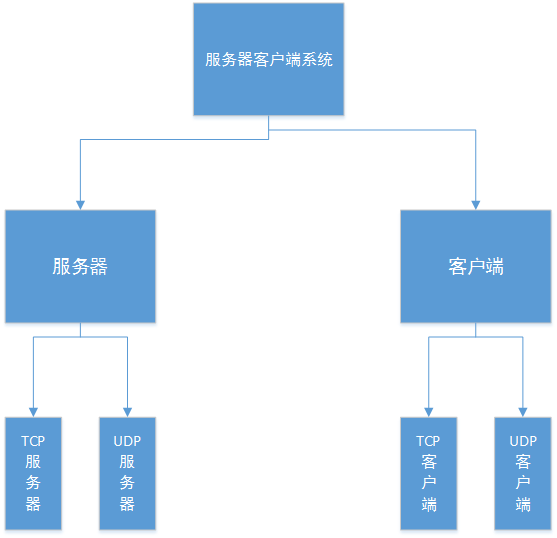 服务器客户端系统
服务器
客户端
TCP
服
务
器
UDP
服
务
器
TCP
客
户
端
UDP
客
户
端